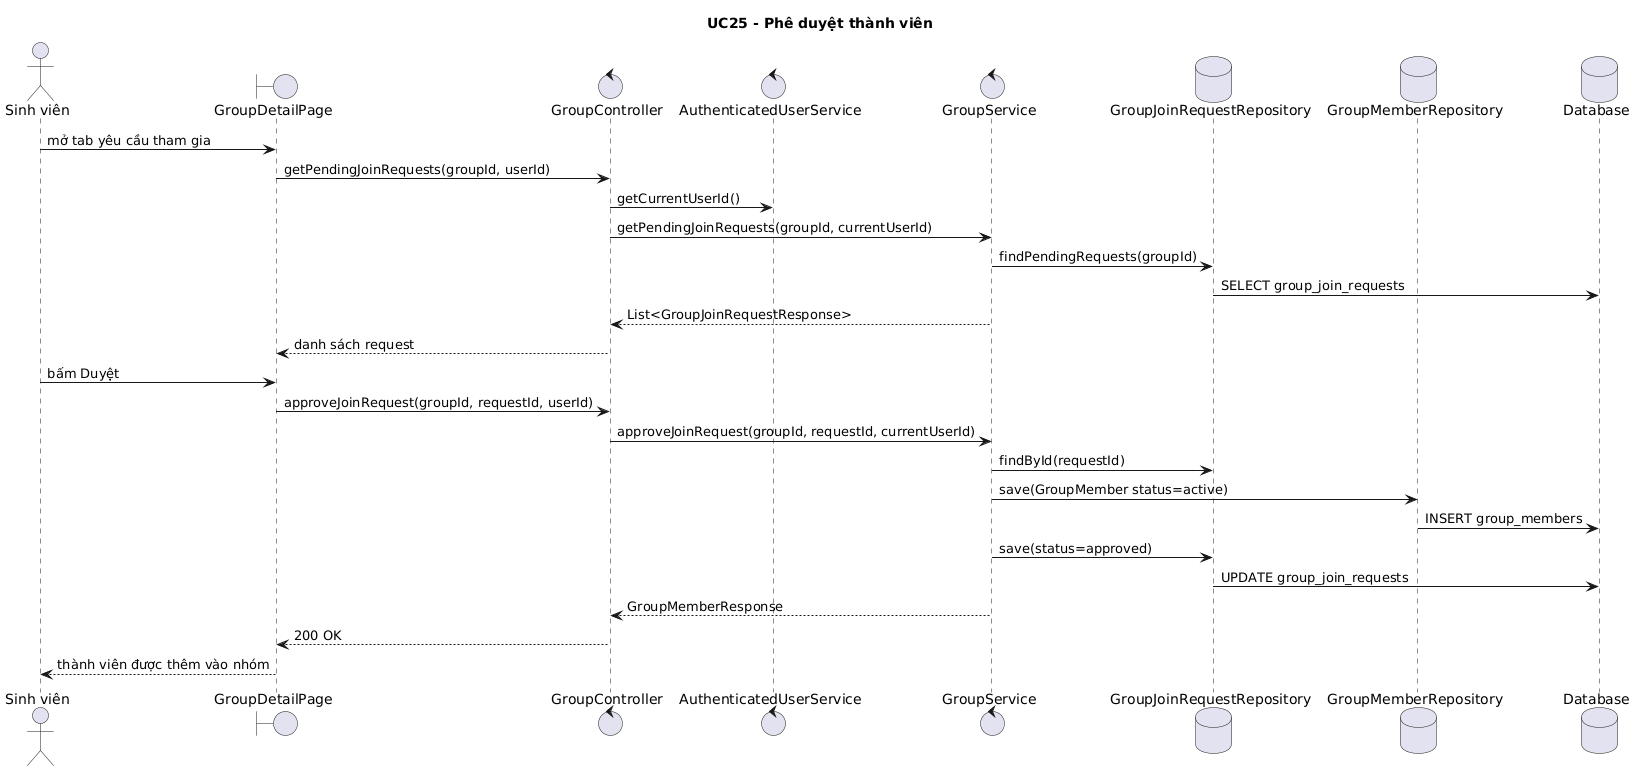 UC25 - Phê duyệt thành viên
Sinh viên
GroupDetailPage
GroupController
AuthenticatedUserService
GroupService
GroupJoinRequestRepository
GroupMemberRepository
Database
mở tab yêu cầu tham gia
getPendingJoinRequests(groupId, userId)
getCurrentUserId()
getPendingJoinRequests(groupId, currentUserId)
findPendingRequests(groupId)
SELECT group_join_requests
List<GroupJoinRequestResponse>
danh sách request
bấm Duyệt
approveJoinRequest(groupId, requestId, userId)
approveJoinRequest(groupId, requestId, currentUserId)
findById(requestId)
save(GroupMember status=active)
INSERT group_members
save(status=approved)
UPDATE group_join_requests
GroupMemberResponse
200 OK
thành viên được thêm vào nhóm
Sinh viên
GroupDetailPage
GroupController
AuthenticatedUserService
GroupService
GroupJoinRequestRepository
GroupMemberRepository
Database